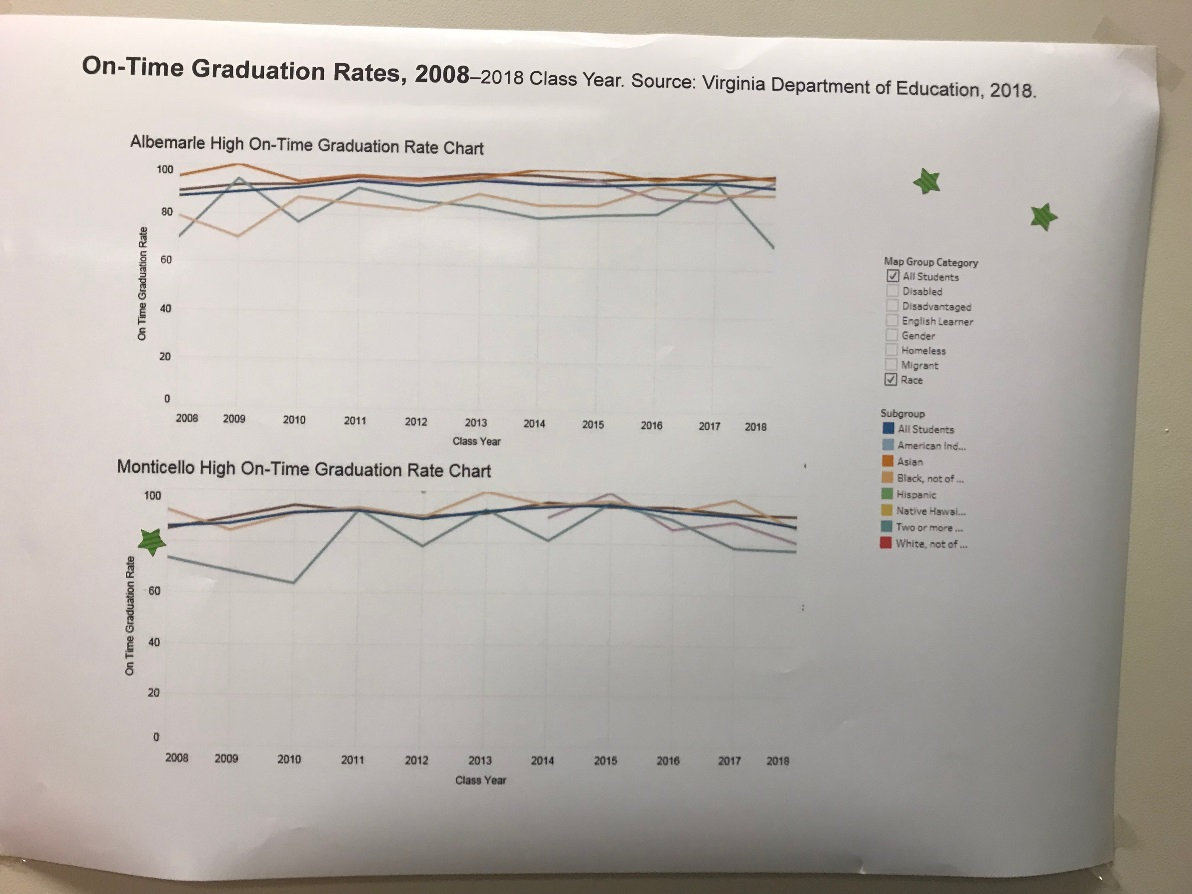 On-Time Graduation Rates, 2008–2018 Class Year. Source: Virginia Department of Education, 2018.
Albemarle High On-Time Graduation Rate Chart
100
80
60
40
20
0
On Time Graduation Rate
2008 2009 2010 2011 2012 2013 2014 2015 2016 2017 2018
Class Year
Monticello High On-Time Graduation Rate Chart
100
60
40
20
0
On Time Graduation Rate
2008 2009 2010 2011 2012 2013 2014 2015 2016 2017 2018
Class Year
Map Group Category
All Students
Disabled
Disadvantaged
English Learner
Gender
Homeless
Migrant
Race
Subgroup
All Students
American Ind...
Asian
Black, not of ...
Hispanic
Native Hawai...
Two or more ...
White, not of ...